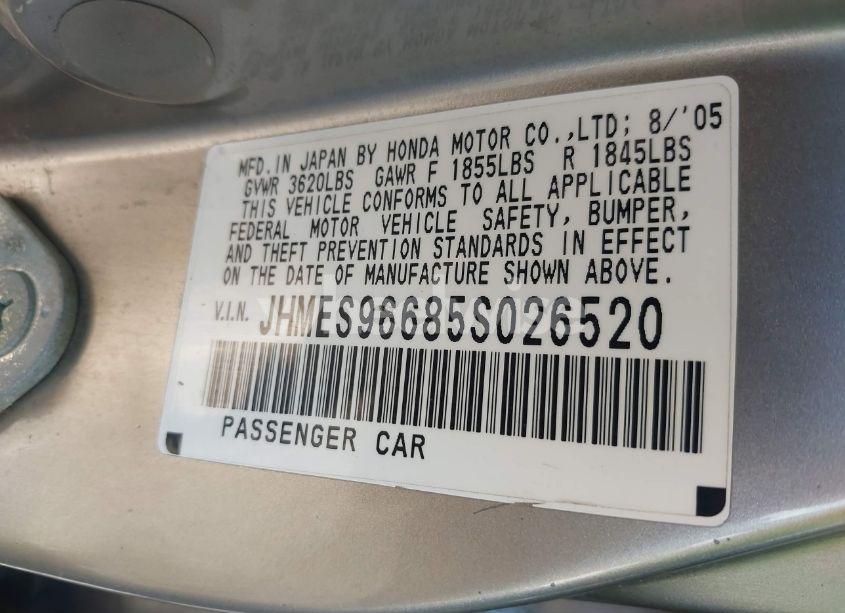 MFD.IN JAPAN BY HONDA MOTOR CO.,LTD; 8/'05
GVWR 3620LBS GAWR F 1855LBS R 1845LBS
THIS VEHICLE CONFORMS TO ALL APPLICABLE
FEDERAL MOTOR VEHICLE SAFETY, BUMPER,
AND THEFT PREVENTION STANDARDS IN EFFECT
ON THE DATE OF MANUFACTURE SHOWN ABOVE.
V.I.N. JHMES96685S026520
PASSENGER CAR